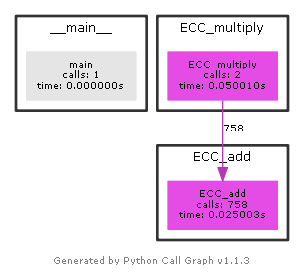 __main__
main
calls: 1
time: 0.000000s
ECC_multiply
ECC_multiply
calls: 2
time: 0.050010s
758
ECC_add
ECC_add
calls: 758
time: 0.025003s
Generated by Python Call Graph v1.1.3